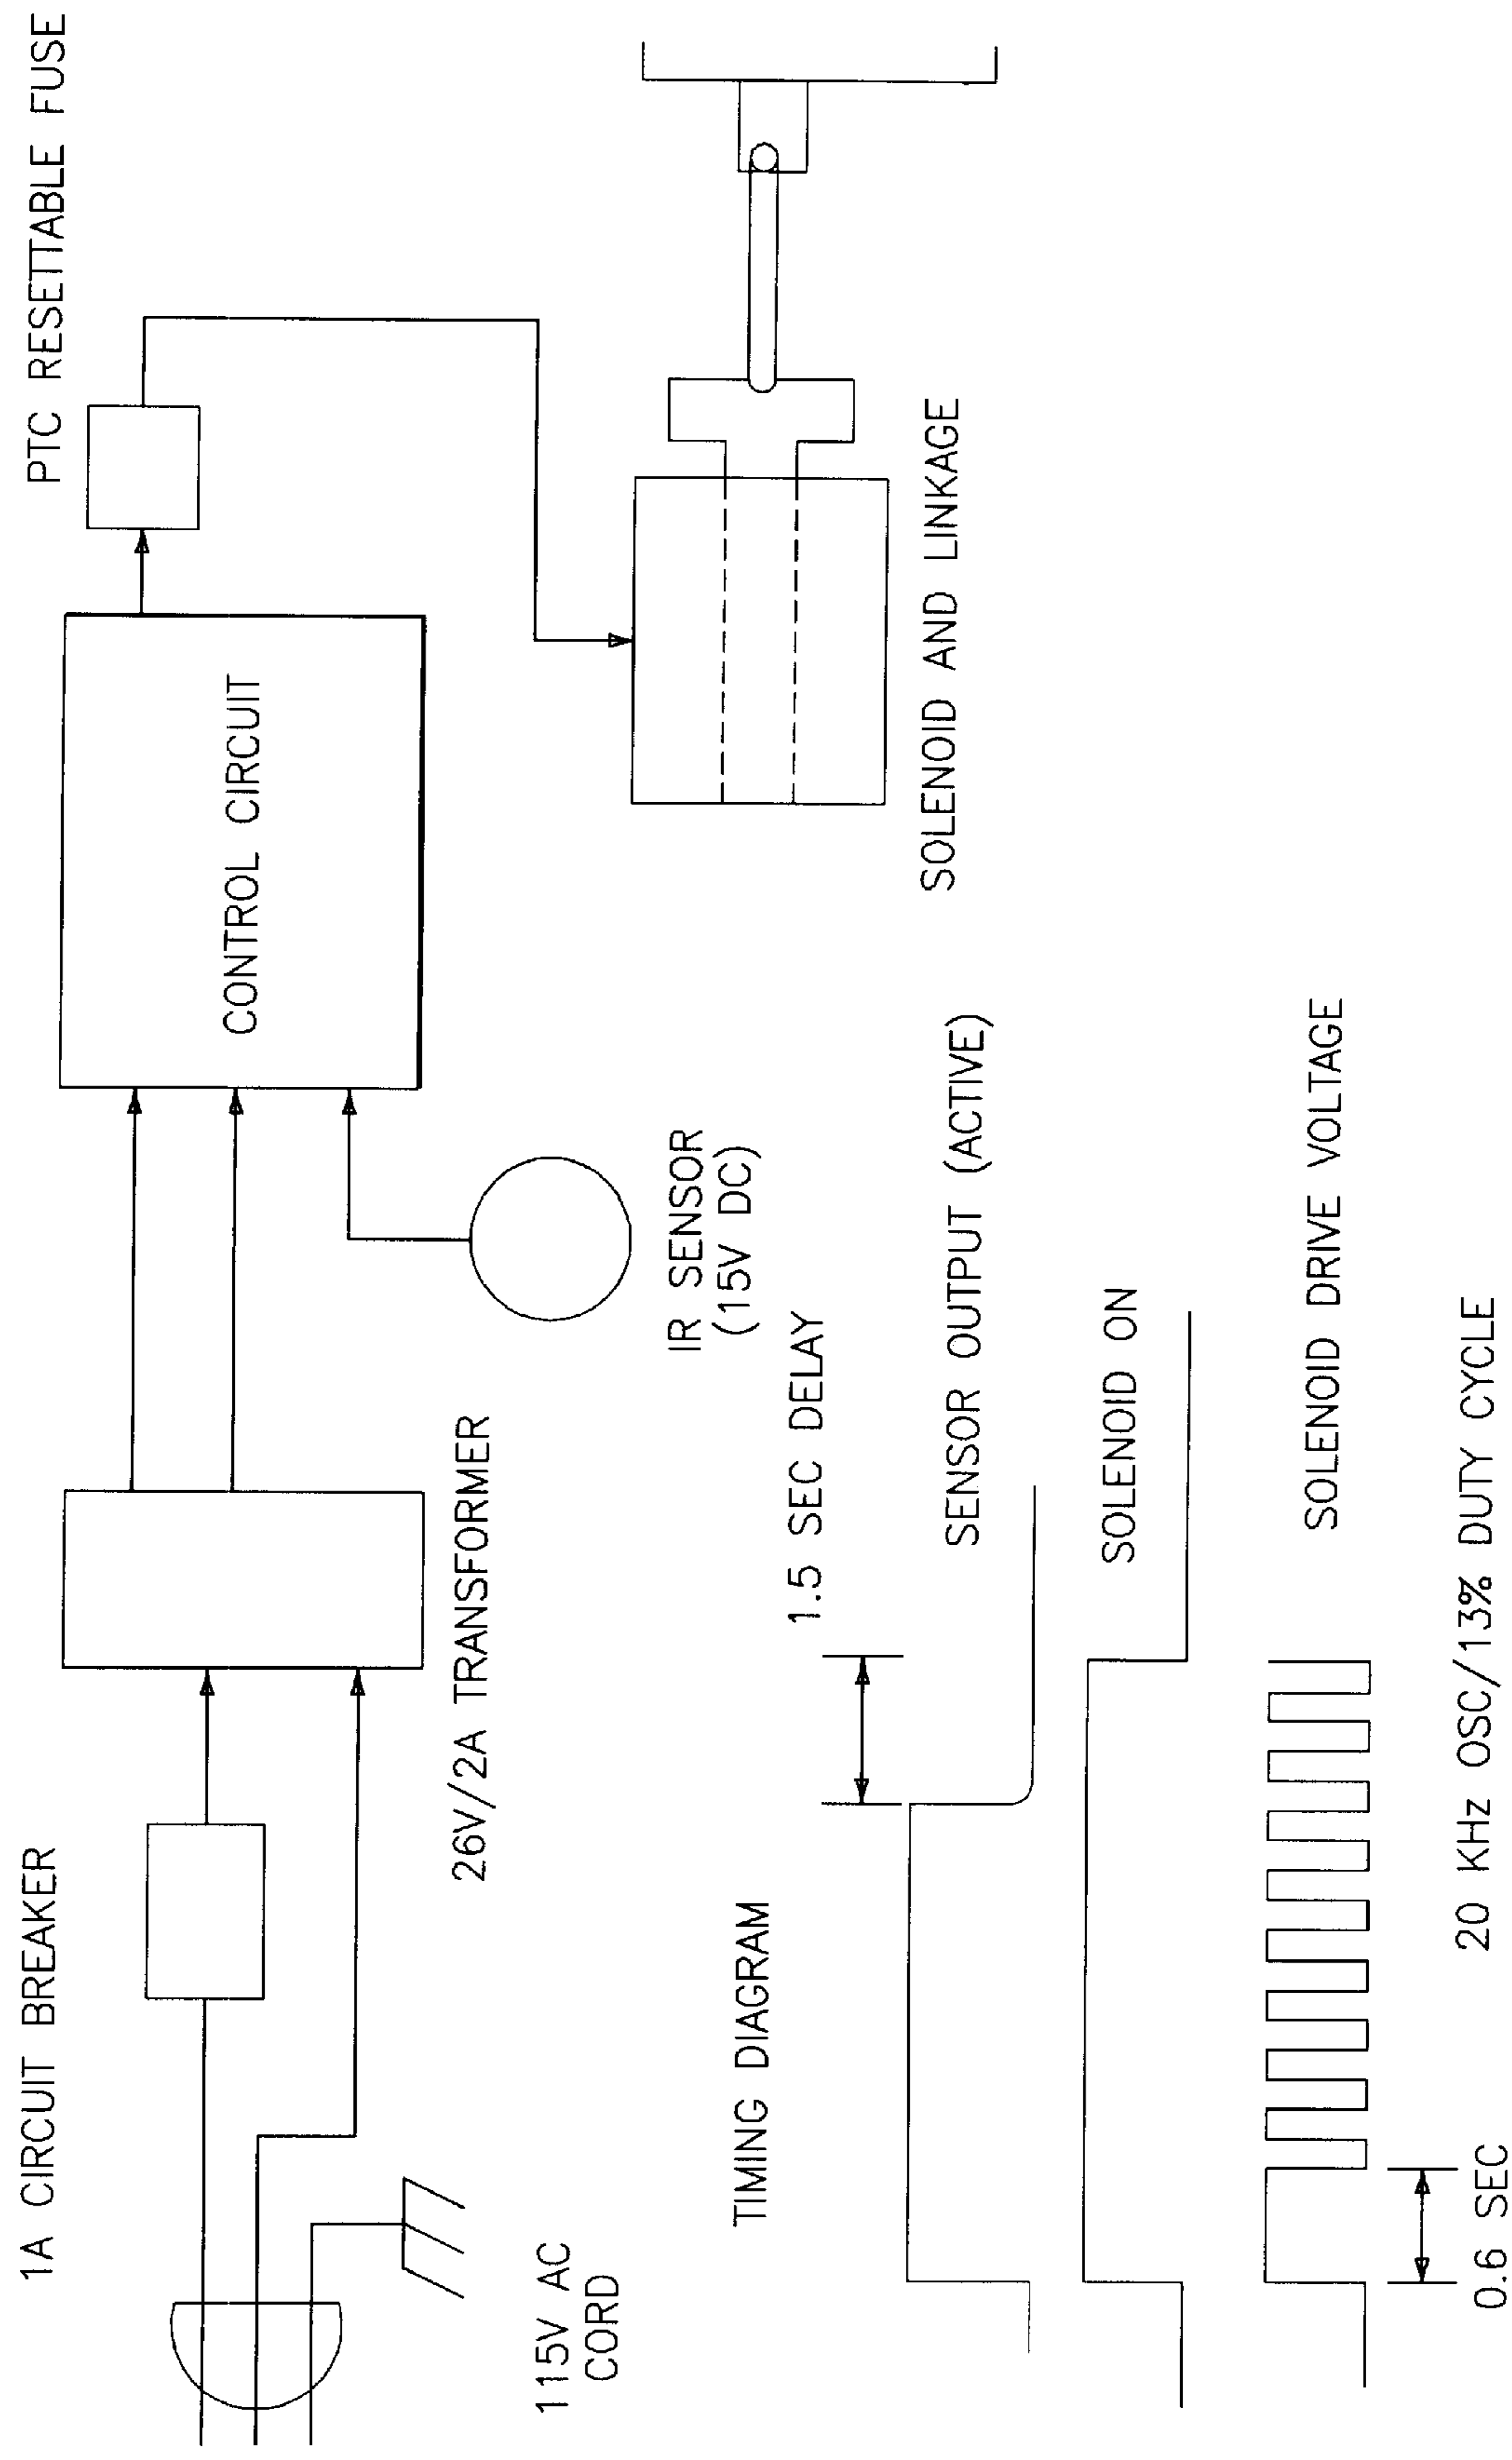 1A CIRCUIT BREAKER
PTC RESETTABLE FUSE
CONTROL CIRCUIT
26V/2A TRANSFORMER
115V AC
CORD
IR SENSOR
(15V DC)
SOLENOID AND LINKAGE
TIMING DIAGRAM
1.5 SEC DELAY
SENSOR OUTPUT (ACTIVE)
SOLENOID ON
SOLENOID DRIVE VOLTAGE
0.6 SEC
20 KHz OSC/13% DUTY CYCLE